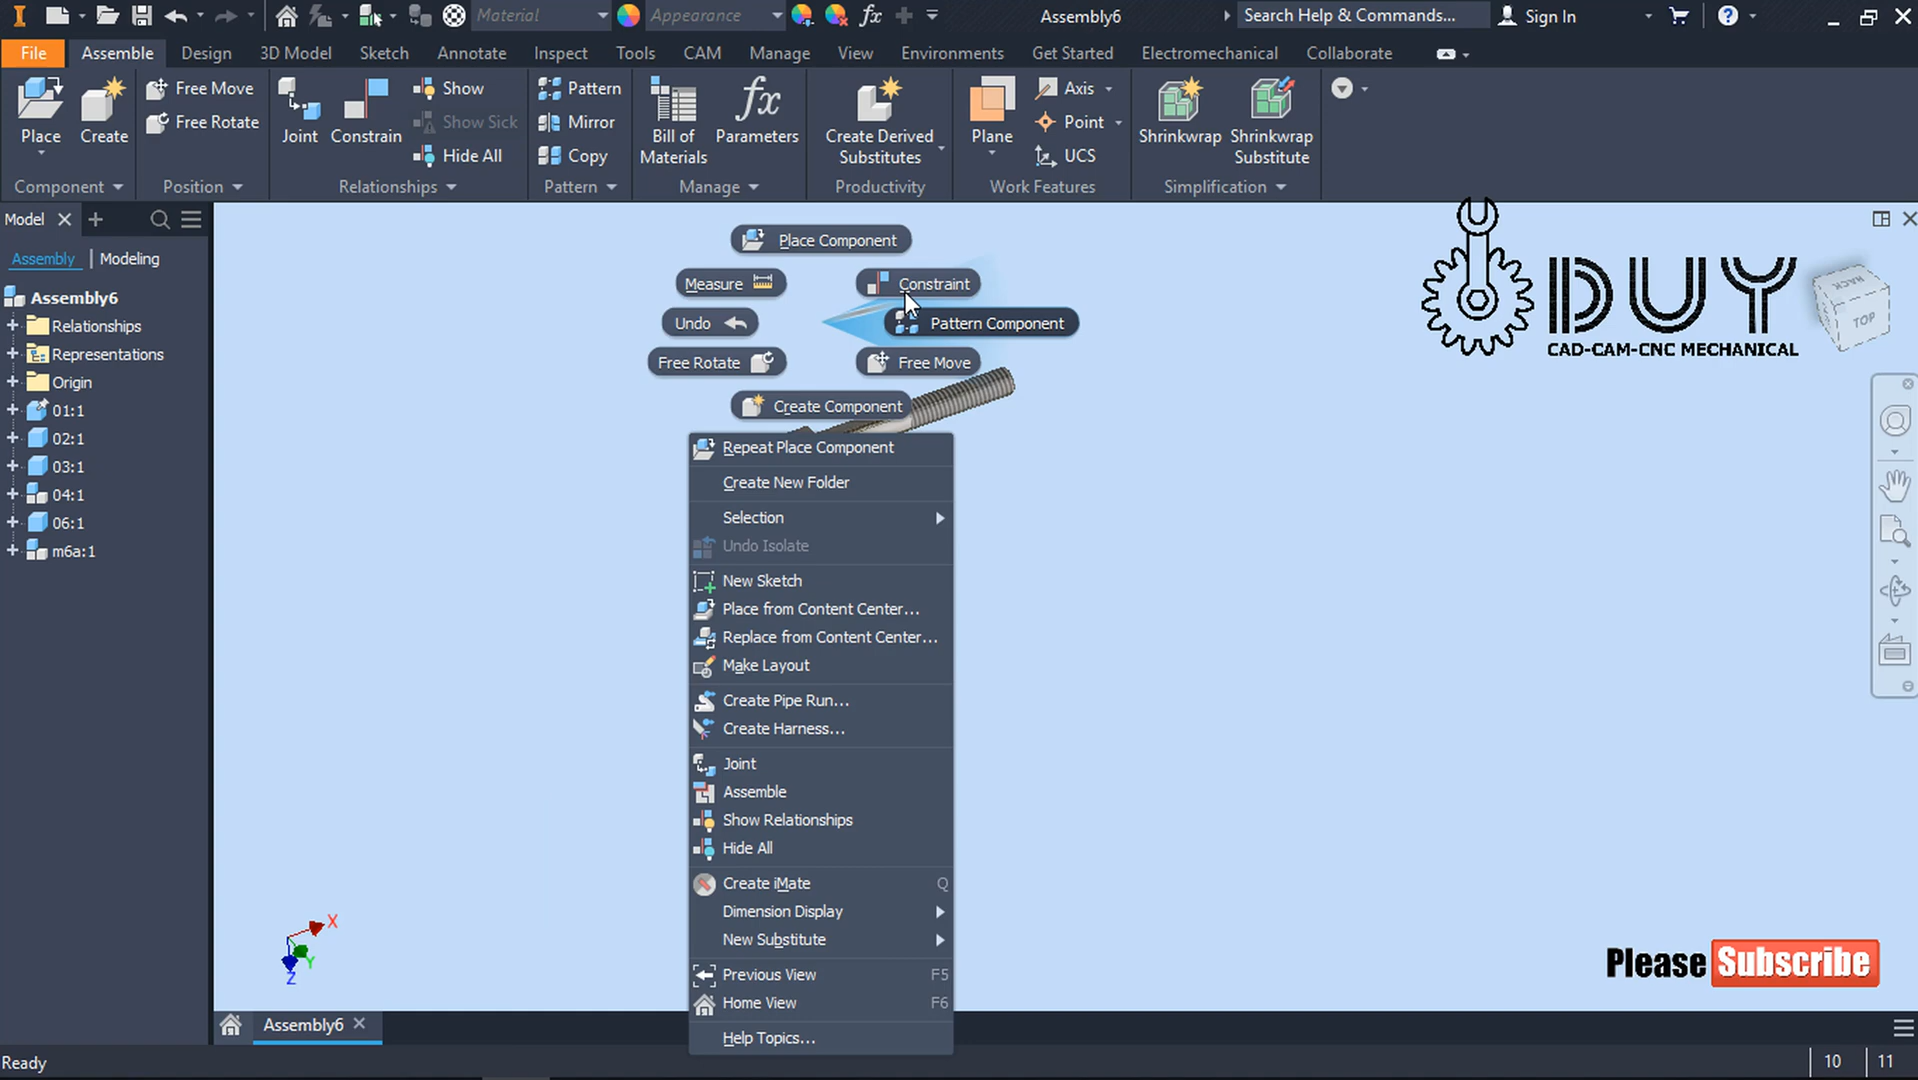 Material
Appearance
fx
Assembly6
Search Help & Commands...
Sign In
File
Assemble
Design
3D Model
Sketch
Annotate
Inspect
Tools
CAM
Manage
View
Environments
Get Started
Electromechanical
Collaborate
Place
Create
Free Move
Free Rotate
Joint
Constrain
Show
Show Sick
Hide All
Pattern
Mirror
Copy
Bill of
Materials
fx
Parameters
Create Derived
Substitutes
Plane
Axis
Point
UCS
Shrinkwrap
Shrinkwrap
Substitute
Component
Position
Relationships
Pattern
Manage
Productivity
Work Features
Simplification
Model
Assembly
Modeling
Assembly6
Relationships
Representations
Origin
01:1
02:1
03:1
04:1
06:1
m6a:1
Place Component
Measure
Constraint
Undo
Pattern Component
Free Rotate
Free Move
Create Component
Repeat Place Component
Create New Folder
Selection
Undo Isolate
New Sketch
Place from Content Center...
Replace from Content Center...
Make Layout
Create Pipe Run...
Create Harness...
Joint
Assemble
Show Relationships
Hide All
Create iMate Q
Dimension Display
New Substitute
Previous View F5
Home View F6
Help Topics...
DUY
CAD-CAM-CNC MECHANICAL
BACK
TOP
X
Y
Z
Please Subscribe
Assembly6
Ready
10
11